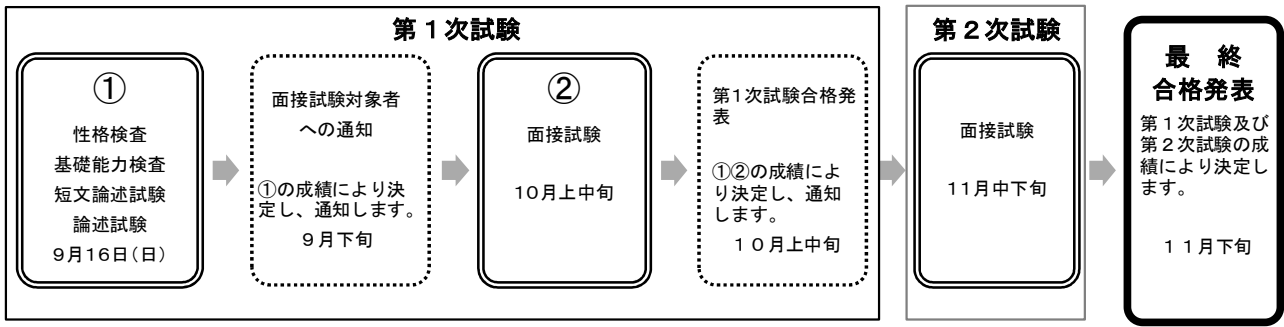 第１次試験
①
性格検査
基礎能力検査
短文論述試験
論述試験
９月16日（日）
面接試験対象者
への通知
①の成績により決
定し、通知します。
９月下旬
②
面接試験
10月上中旬
第1次試験合格発
表
①②の成績によ
り決定し、通知
します。
１０月上中旬
第２次試験
面接試験
11月中下旬
最　終
合格発表
第１次試験及び
第２次試験の成
績により決定し
ます。
１１月下旬